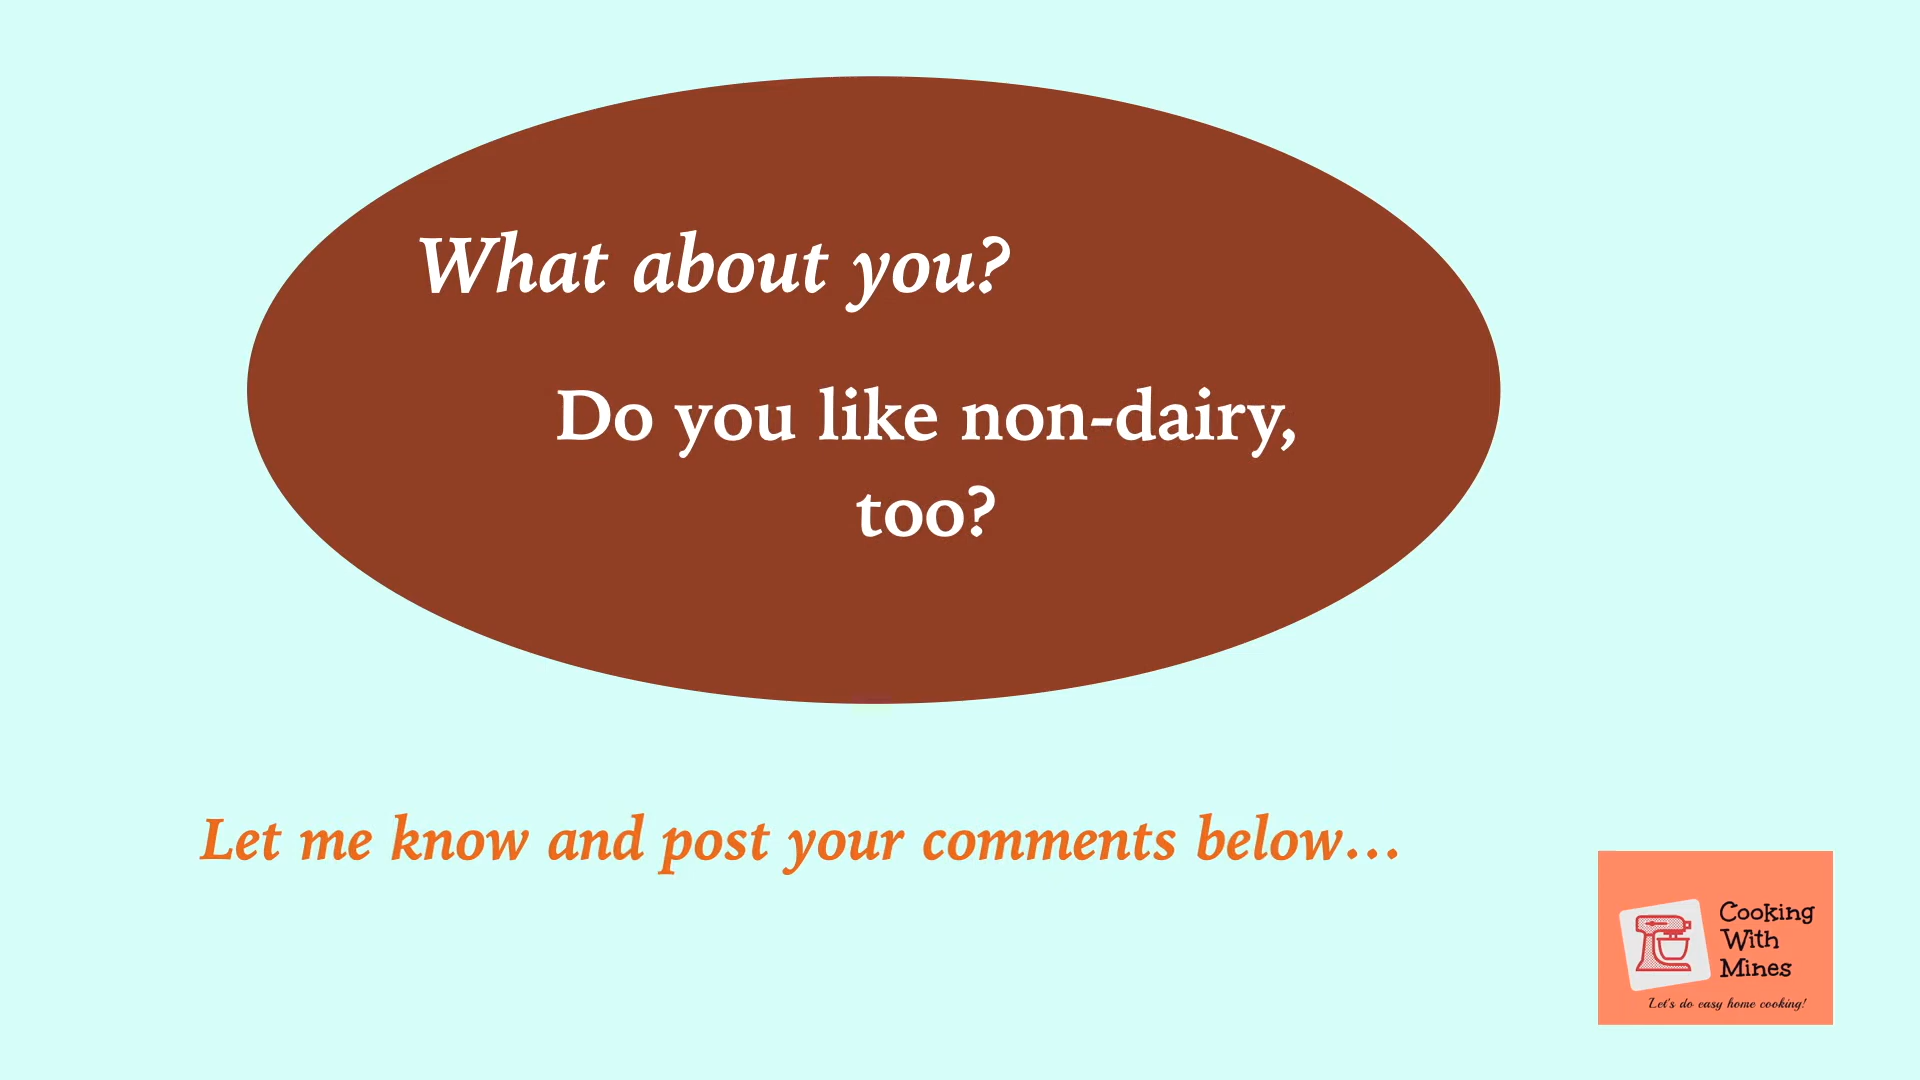 What about you?
Do you like non-dairy,
too?
Let me know and post your comments below...
Cooking
With
Mines
Let's do easy home cooking!